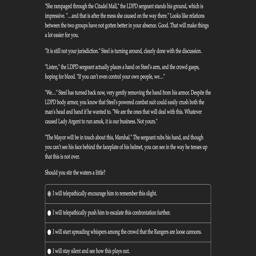 "She rampaged through the Citadel Mall," the LDPD sergeant stands his ground, which is
impressive. "...and that is after the mess she caused on the way there." Looks like relations
between the two groups have not gotten better in your absence. Good. That will make things
a lot easier for you.
"It is still not your jurisdiction." Steel is turning around, clearly done with the discussion.
"Listen," the LDPD sergeant actually places a hand on Steel's arm, and the crowd gasps,
hoping for blood. "If you can't even control your own people, we..."
"We..." Steel has turned back now, very gently removing the hand from his armor. Despite the
LDPD body armor, you know that Steel's powered combat suit could easily crush both the
man's head and hand if he wanted to. "We are the ones that will deal with this. Whatever
caused Lady Argent to run amok, it is our business. Not yours."
"The Mayor will be in touch about this, Marshal." The sergeant rubs his hand, and though
you can't see his face behind the faceplate of his helmet, you can see in the way he tenses up
that this is not over.
Should you stir the waters a little?
I will telepathically encourage him to remember this slight.
I will telepathically push him to escalate this confrontation further.
I will start spreading whispers among the crowd that the Rangers are loose cannons.
I will stay silent and see how this plays out.